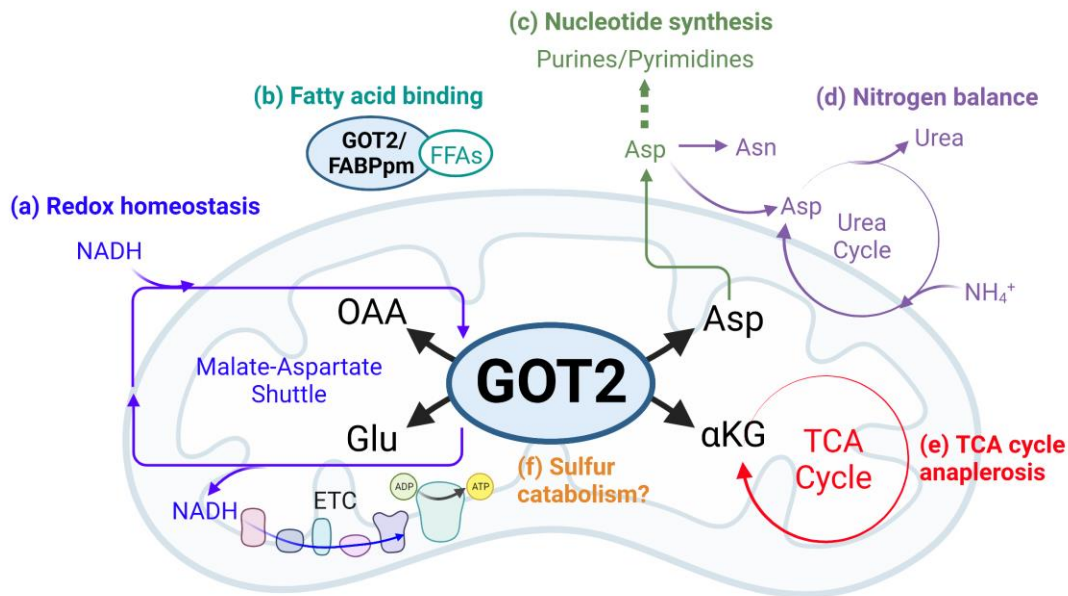 (c) Nucleotide synthesis
Purines/Pyrimidines
(b) Fatty acid binding
GOT2/
FABPpm
FFAs
(d) Nitrogen balance
Asp
Asn
Urea
Asp
Urea
Cycle
NH₄⁺
(a) Redox homeostasis
NADH
OAA
Asp
Malate-Aspartate
Shuttle
GOT2
Glu
αKG
TCA
Cycle
(e) TCA cycle
anaplerosis
(f) Sulfur
catabolism?
NADH
ETC
ADP
ATP